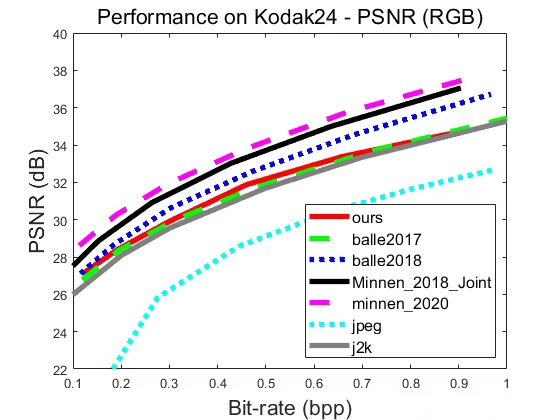 Performance on Kodak24 - PSNR (RGB)
40
38
36
34
32
30
28
26
24
22
PSNR (dB)
ours
balle2017
balle2018
Minnen_2018_Joint
minnen_2020
jpeg
j2k
0.1 0.2 0.3 0.4 0.5 0.6 0.7 0.8 0.9 1
Bit-rate (bpp)